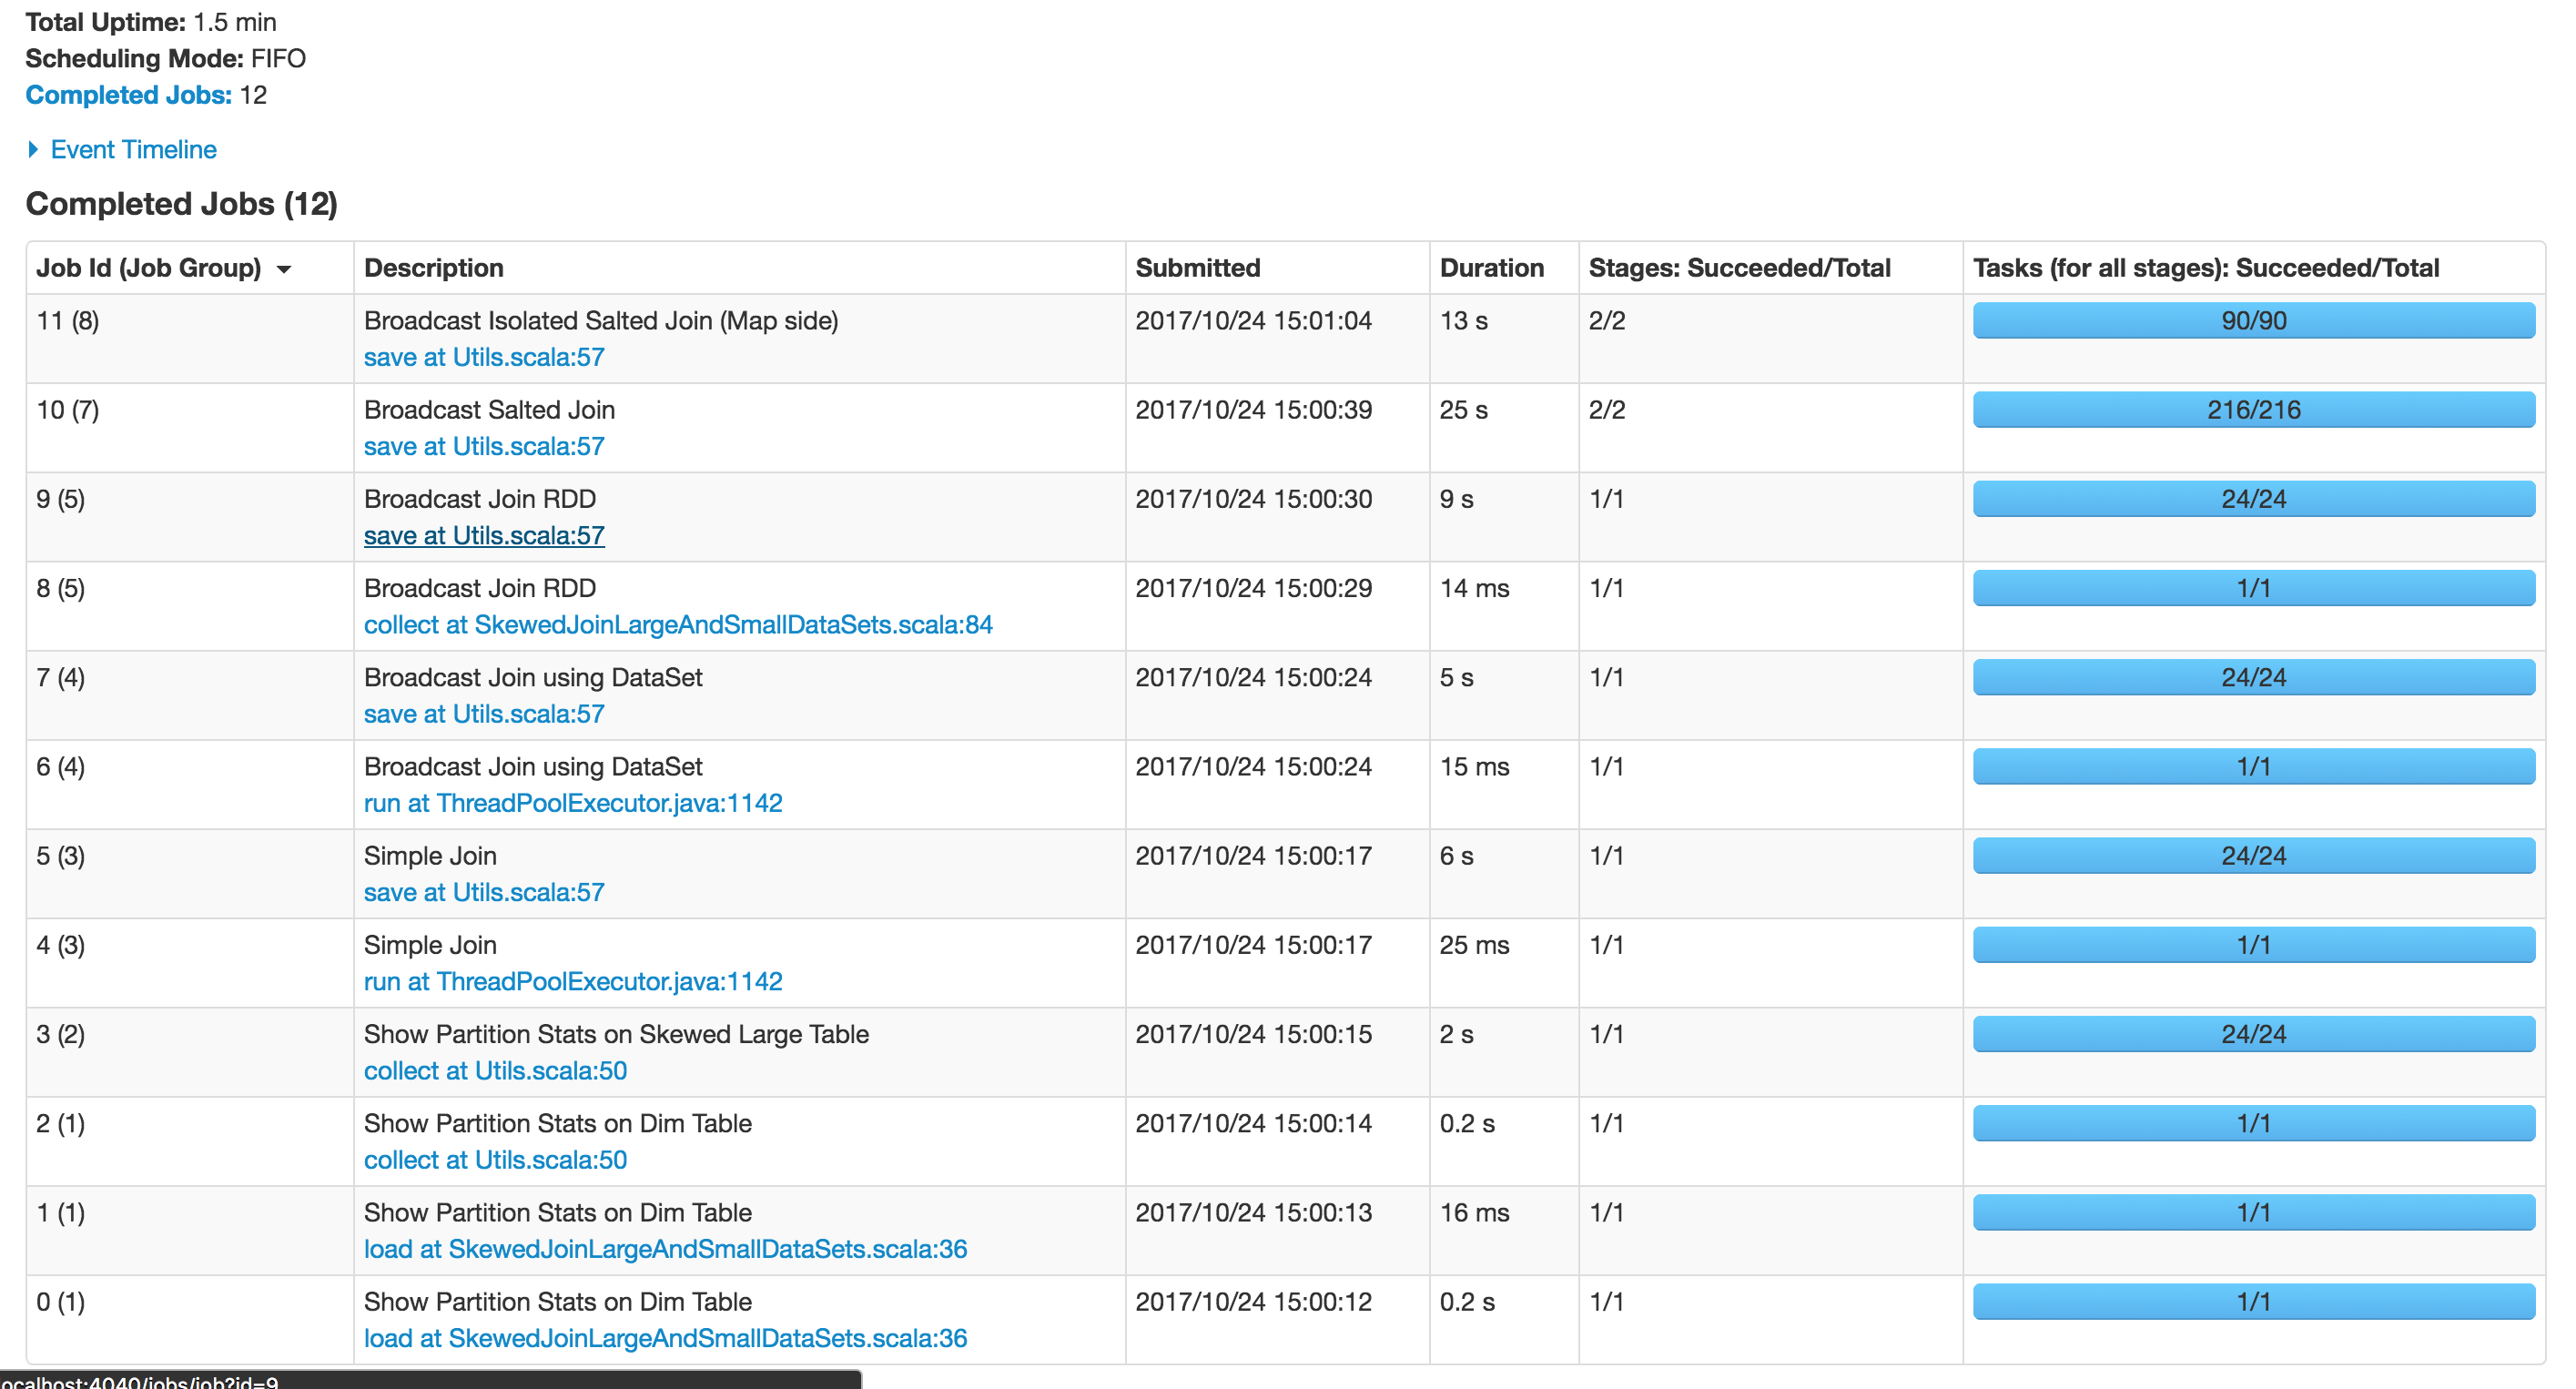 Total Uptime: 1.5 min
Scheduling Mode: FIFO
Completed Jobs: 12
Event Timeline
Completed Jobs (12)
Job Id (Job Group) Description Submitted Duration Stages: Succeeded/Total Tasks (for all stages): Succeeded/Total
11 (8) Broadcast Isolated Salted Join (Map side) 2017/10/24 15:01:04 13 s 2/2 90/90
save at Utils.scala:57
10 (7) Broadcast Salted Join 2017/10/24 15:00:39 25 s 2/2 216/216
save at Utils.scala:57
9 (5) Broadcast Join RDD 2017/10/24 15:00:30 9 s 1/1 24/24
save at Utils.scala:57
8 (5) Broadcast Join RDD 2017/10/24 15:00:29 14 ms 1/1 1/1
collect at SkewedJoinLargeAndSmallDataSets.scala:84
7 (4) Broadcast Join using DataSet 2017/10/24 15:00:24 5 s 1/1 24/24
save at Utils.scala:57
6 (4) Broadcast Join using DataSet 2017/10/24 15:00:24 15 ms 1/1 1/1
run at ThreadPoolExecutor.java:1142
5 (3) Simple Join 2017/10/24 15:00:17 6 s 1/1 24/24
save at Utils.scala:57
4 (3) Simple Join 2017/10/24 15:00:17 25 ms 1/1 1/1
run at ThreadPoolExecutor.java:1142
3 (2) Show Partition Stats on Skewed Large Table 2017/10/24 15:00:15 2 s 1/1 24/24
collect at Utils.scala:50
2 (1) Show Partition Stats on Dim Table 2017/10/24 15:00:14 0.2 s 1/1 1/1
collect at Utils.scala:50
1 (1) Show Partition Stats on Dim Table 2017/10/24 15:00:13 16 ms 1/1 1/1
load at SkewedJoinLargeAndSmallDataSets.scala:36
0 (1) Show Partition Stats on Dim Table 2017/10/24 15:00:12 0.2 s 1/1 1/1
load at SkewedJoinLargeAndSmallDataSets.scala:36
ocalhost:4040/jobs/job?id=9